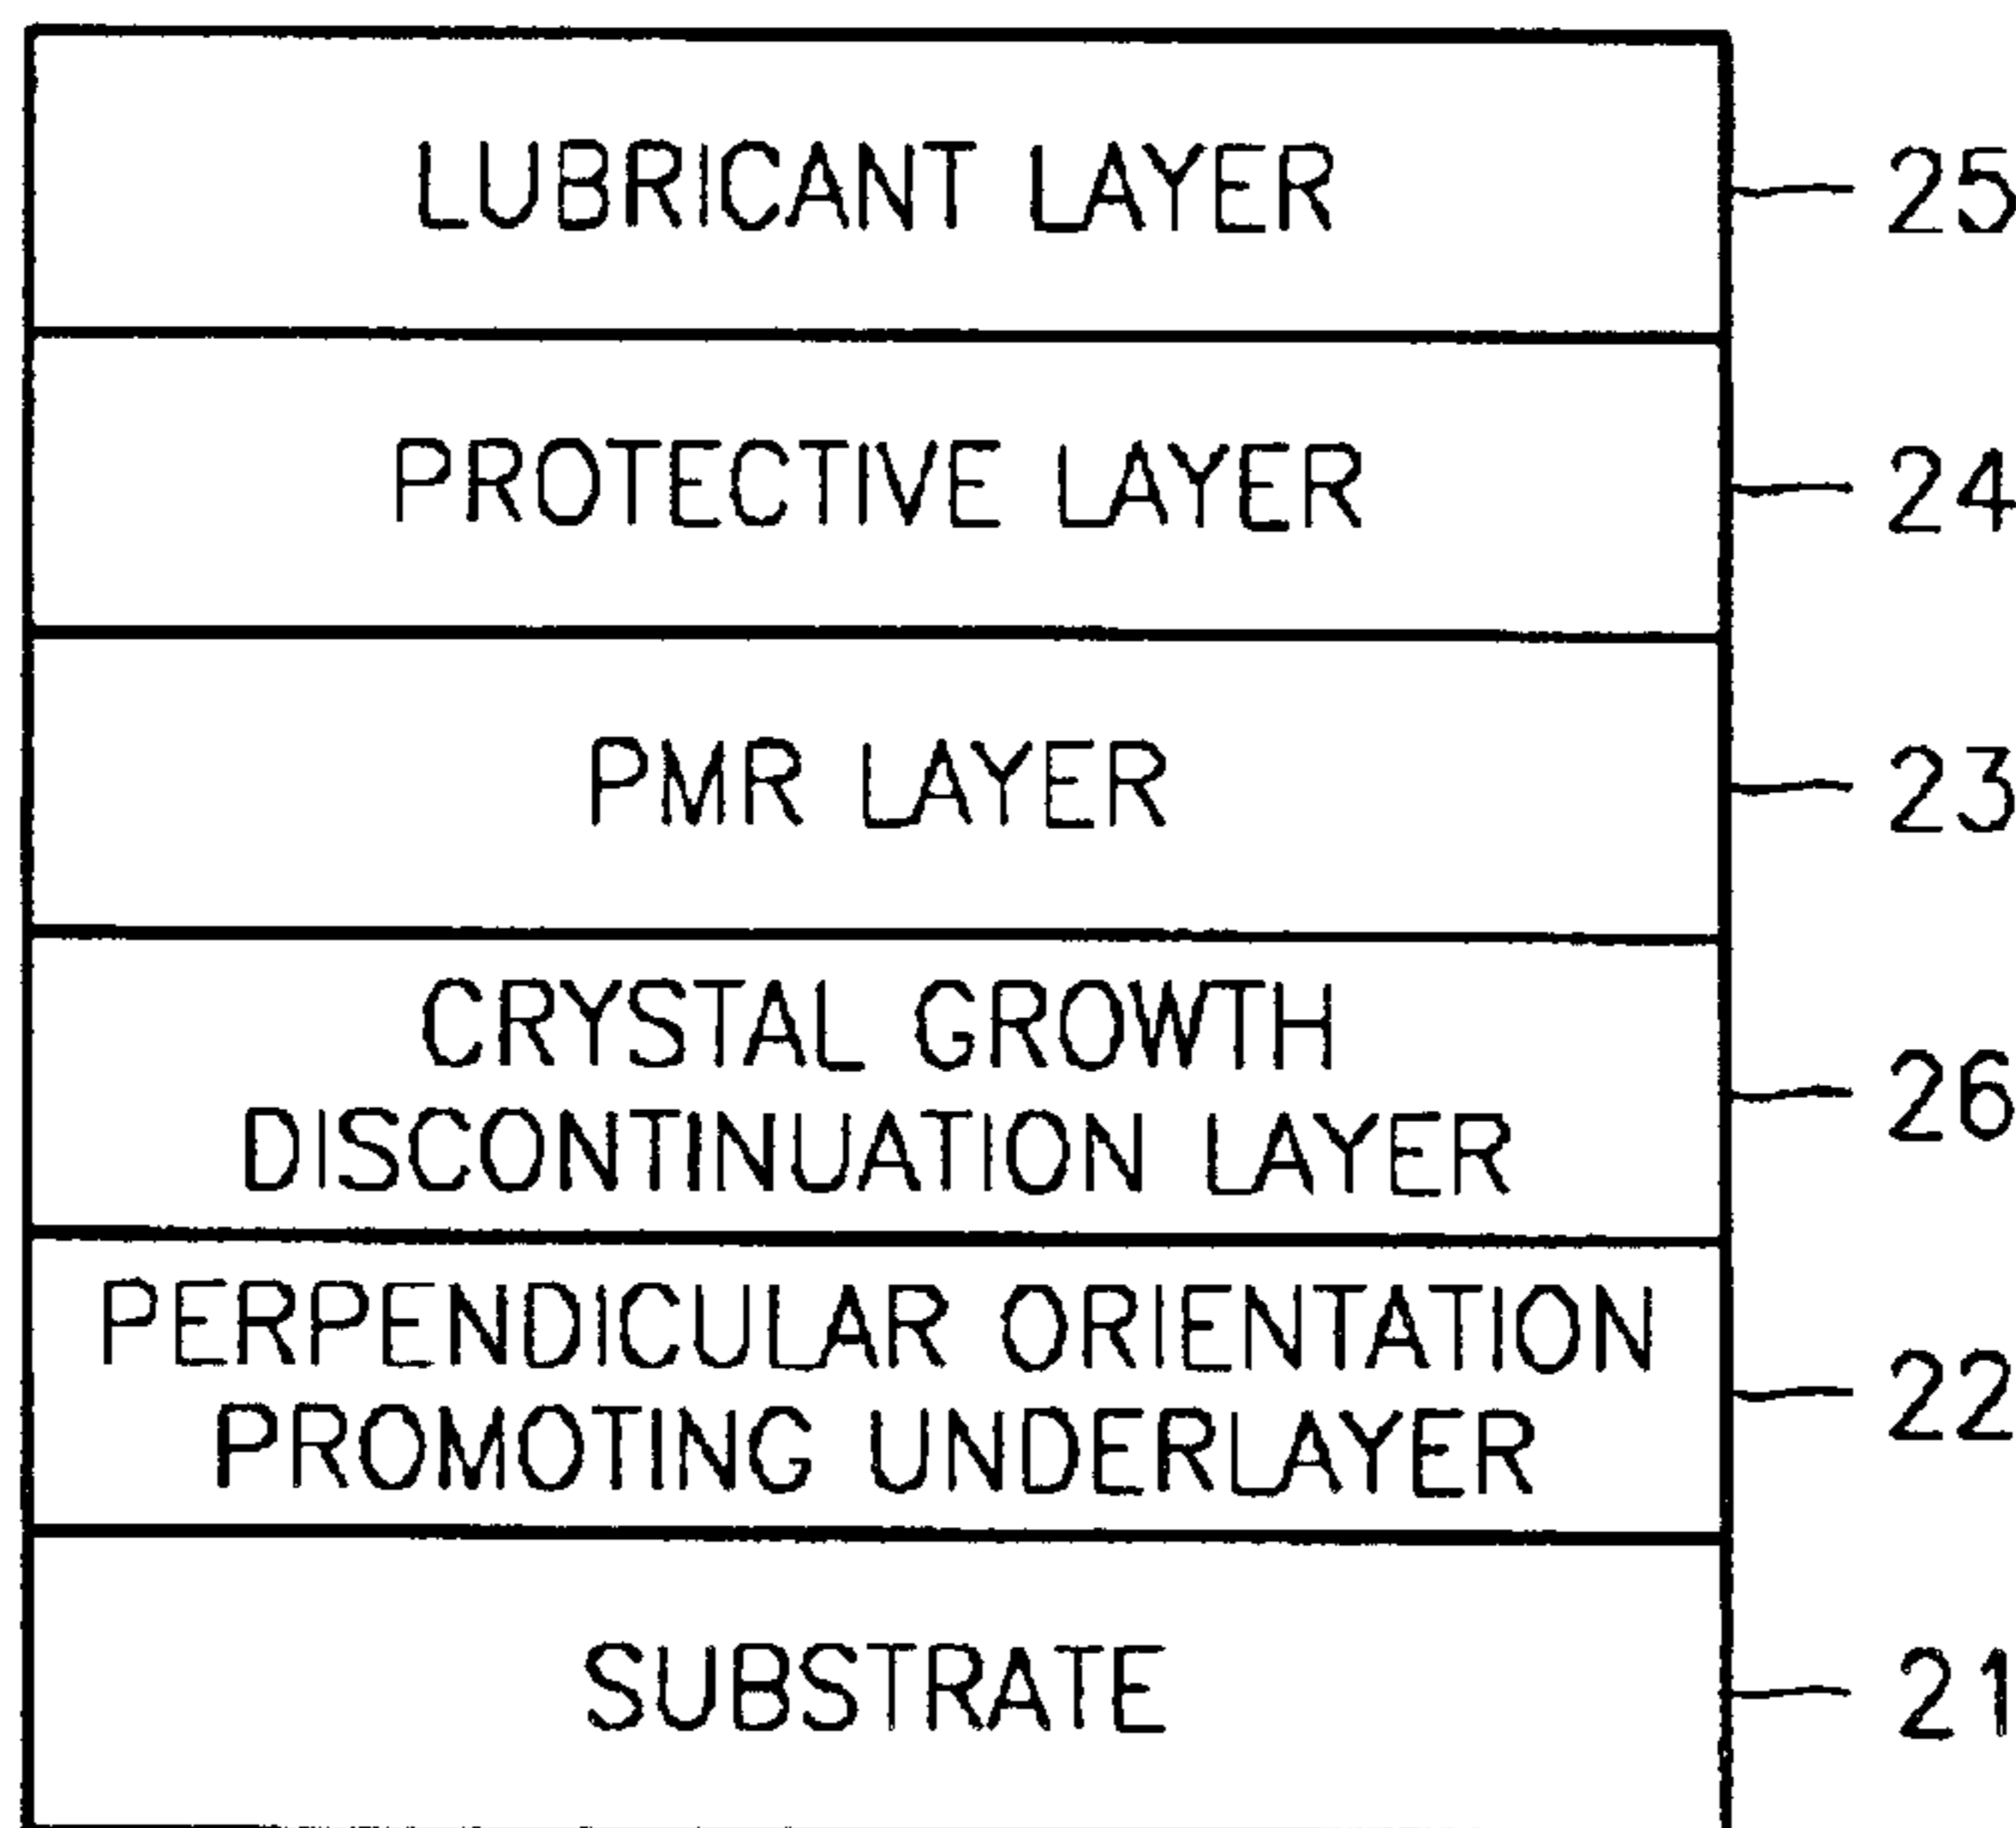 LUBRICANT LAYER 25
PROTECTIVE LAYER 24
PMR LAYER 23
CRYSTAL GROWTH
DISCONTINUATION LAYER 26
PERPENDICULAR ORIENTATION
PROMOTING UNDERLAYER 22
SUBSTRATE 21